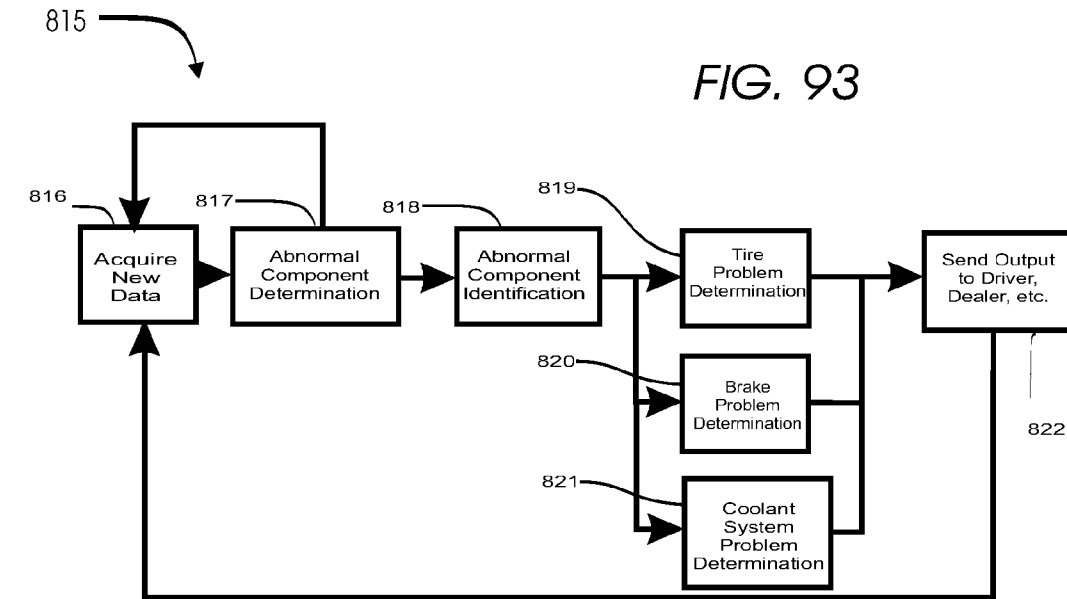 815
FIG. 93
816
Acquire
New
Data
817
Abnormal
Component
Determination
818
Abnormal
Component
Identification
819
Tire
Problem
Determination
820
Brake
Problem
Determination
821
Coolant
System
Problem
Determination
Send Output
to Driver,
Dealer, etc.
822